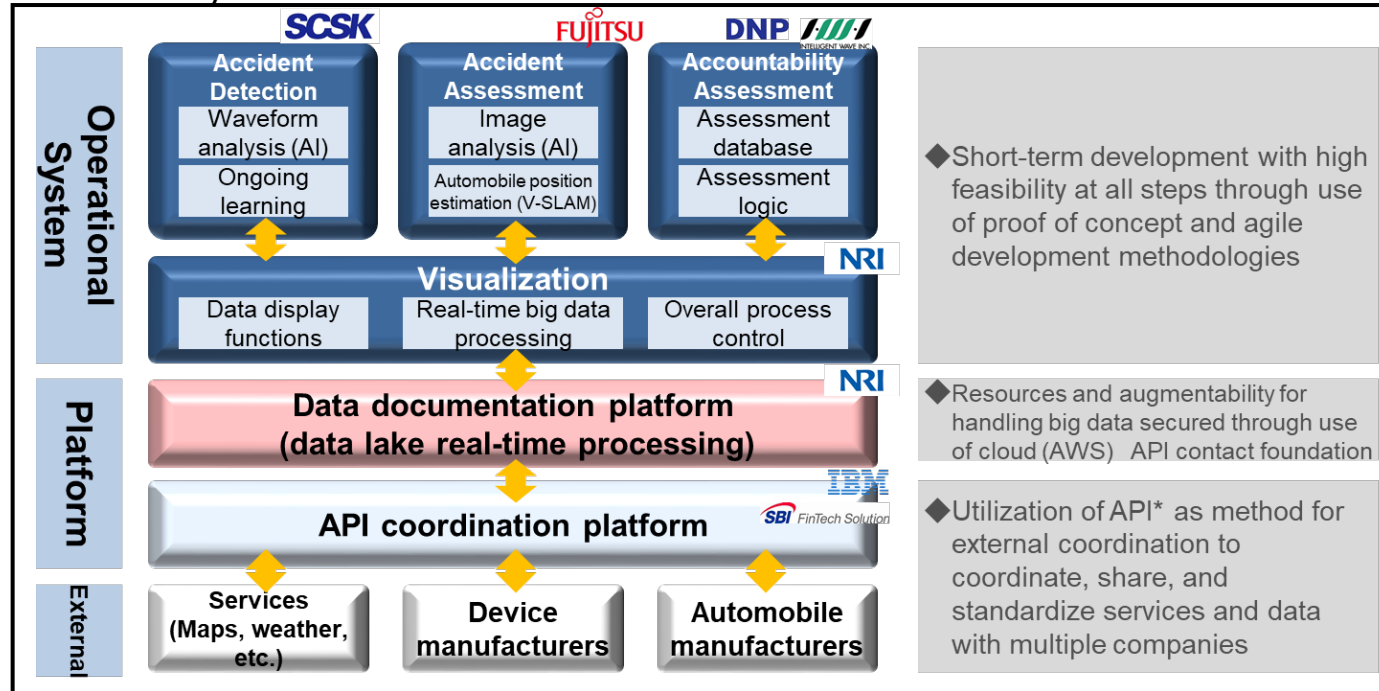 SCSK
FUJITSU
DNP
INTELLIGENT WAVE INC.
Operational
System
Accident
Detection
Waveform
analysis (AI)
Ongoing
learning
Accident
Assessment
Image
analysis (AI)
Automobile position
estimation (V-SLAM)
Accountability
Assessment
Assessment
database
Assessment
logic
NRI
Visualization
Data display
functions
Real-time big data
processing
Overall process
control
◆Short-term development with high
feasibility at all steps through use
of proof of concept and agile
development methodologies
Platform
NRI
Data documentation platform
(data lake real-time processing)
◆Resources and augmentability for
handling big data secured through use
of cloud (AWS) API contact foundation
IBM
SBI FinTech Solution
API coordination platform
◆Utilization of API* as method for
external coordination to
coordinate, share, and
standardize services and data
with multiple companies
External
Services
(Maps, weather,
etc.)
Device
manufacturers
Automobile
manufacturers